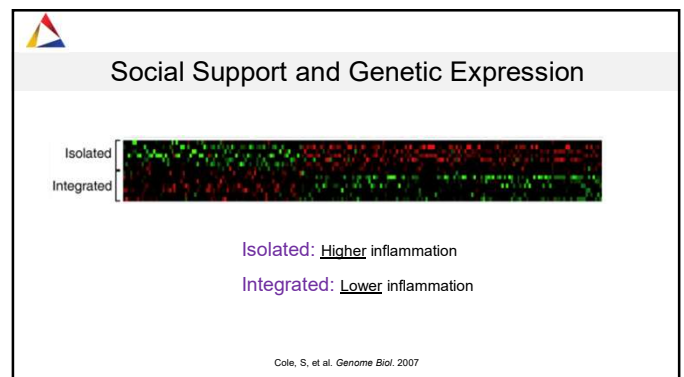 Social Support and Genetic Expression
Isolated
Integrated
Isolated: Higher inflammation
Integrated: Lower inflammation
Cole, S, et al. Genome Biol. 2007